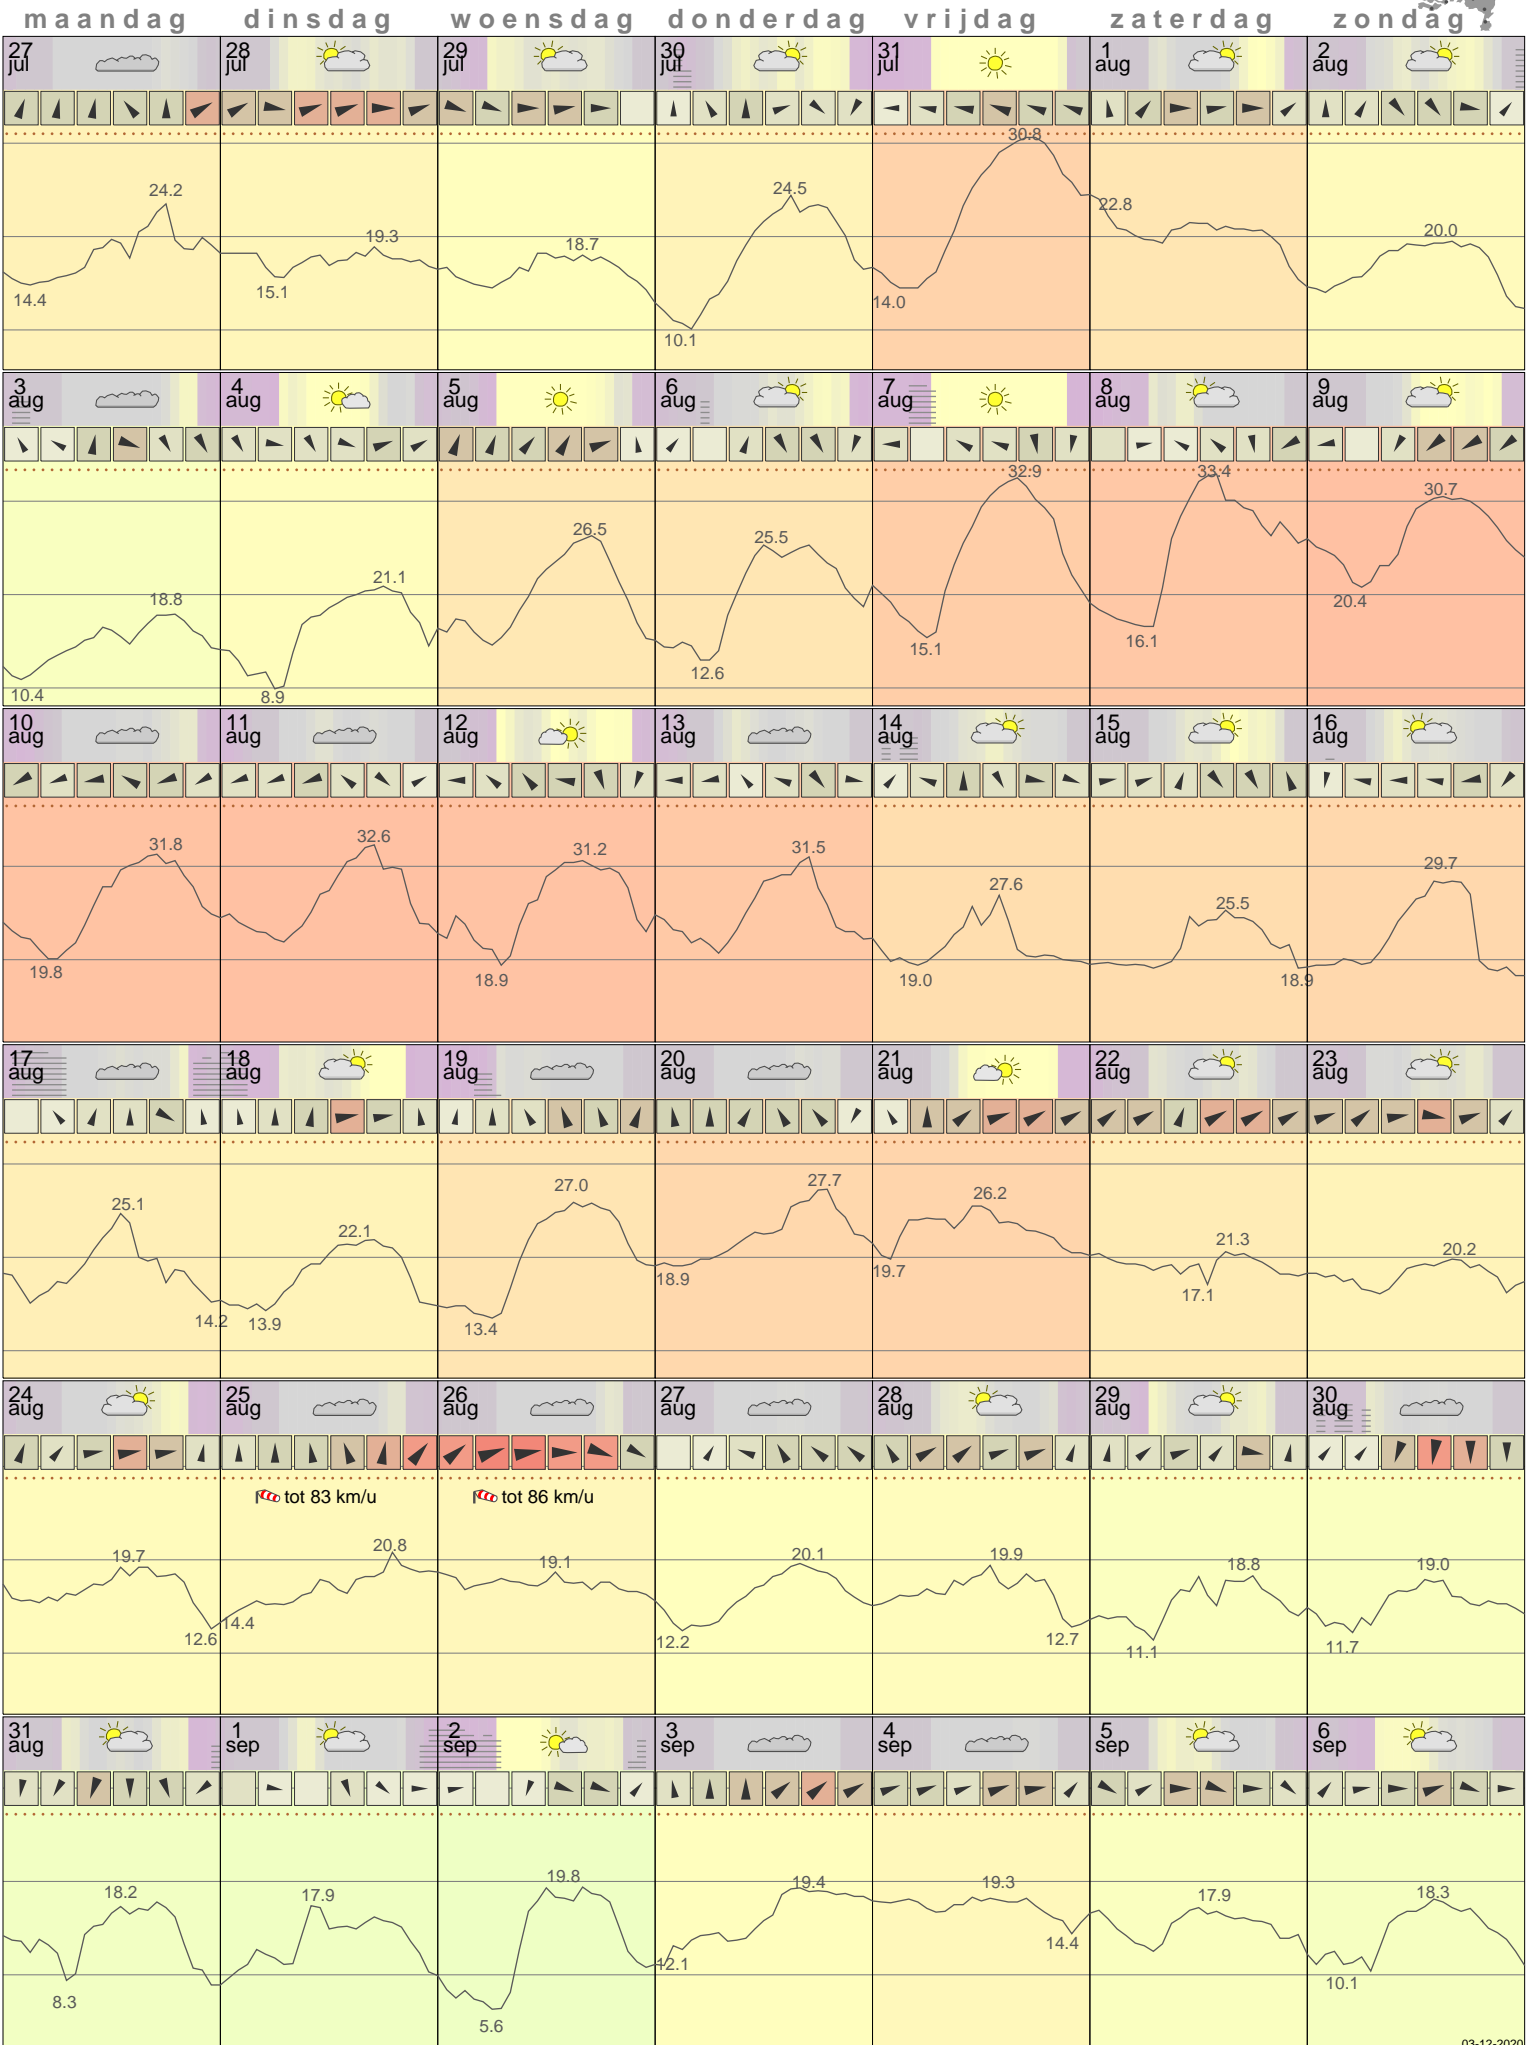 maandag dinsdag woensdag donderdag vrijdag zaterdag zondag
27 28 29 30 31 1 2
jul jul jul jul jul aug aug
30.8
24.2 24.5
22.8
19.3 18.7 20.0
14.4 15.1 14.0
10.1
3 4 5 6 7 8 9
aug aug aug aug aug aug aug
32.9 33.4
30.7
26.5 25.5
21.1
18.8 20.4
15.1 16.1
12.6
10.4 8.9
10 11 12 13 14 15 16
aug aug aug aug aug aug aug
31.8 32.6 31.2 31.5
29.7
27.6
25.5
19.8 18.9 19.0 18.9
17 18 19 20 21 22 23
aug aug aug aug aug aug aug
27.0 27.7 26.2
25.1
22.1 21.3 20.2
18.9 19.7
17.1
14.2 13.9 13.4
24 25 26 27 28 29 30
aug aug aug aug aug aug aug
tot 83 km/u tot 86 km/u
19.7 20.8 19.1 20.1 19.9 18.8 19.0
14.4
12.6 12.2 12.7 11.1 11.7
31 1 2 3 4 5 6
aug sep sep sep sep sep sep
18.2 17.9 19.8 19.4 19.3 17.9 18.3
14.4
12.1
8.3 10.1
5.6
03-12-2020